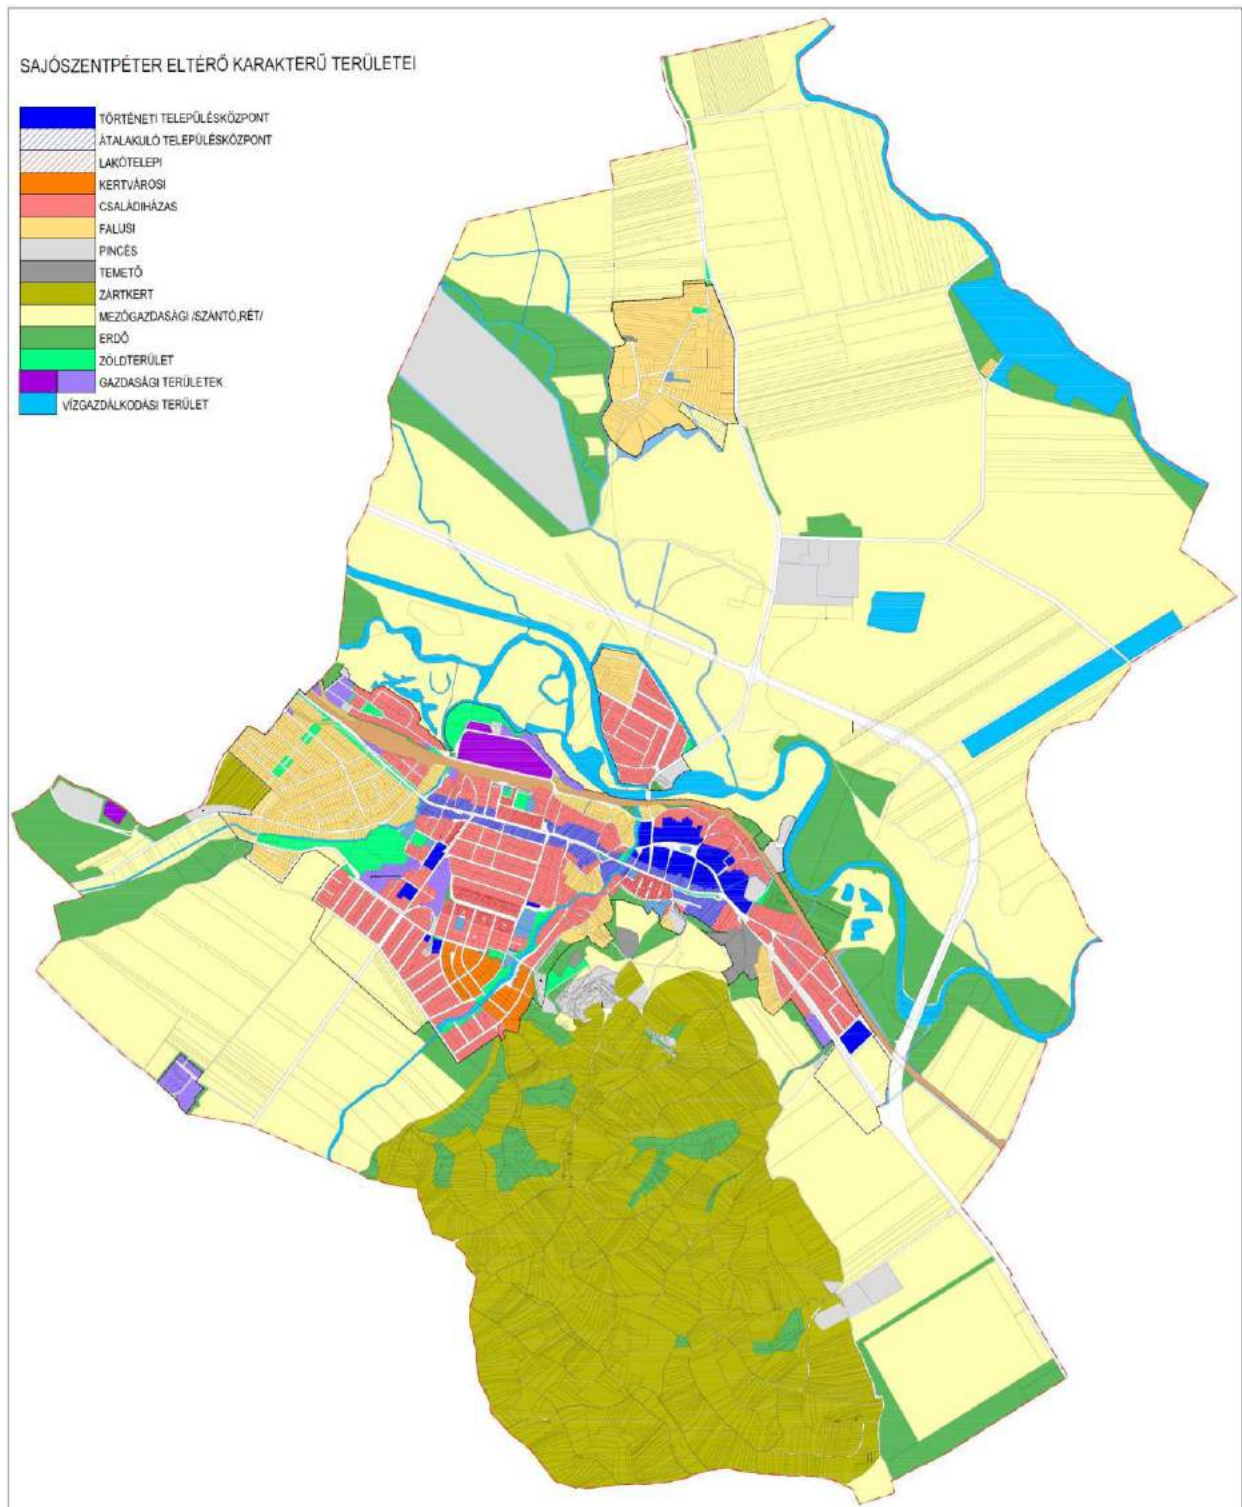 SAJÓSZENTPÉTER ELTÉRŐ KARAKTERŰ TERÜLETEI
TÖRTÉNETI TELEPÜLÉSKÖZPONT
ÁTALAKULÓ TELEPÜLÉSKÖZPONT
LAKÓTELEPI
KERTVÁROSI
CSALÁDIHÁZAS
FALUSI
PINCÉS
TEMETŐ
ZÁRTKERT
MEZŐGAZDASÁGI /SZÁNTÓ,RÉT/
ERDŐ
ZÖLDTERÜLET
GAZDASÁGI TERÜLETEK
VÍZGAZDÁLKODÁSI TERÜLET